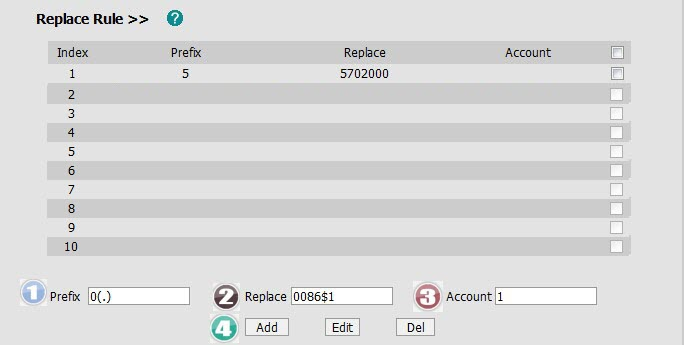 Replace Rule >> ?
Index Prefix Replace Account
1 5 5702000
2
3
4
5
6
7
8
9
10
1 Prefix 0(.) 2 Replace 0086$1 3 Account 1
4 Add Edit Del